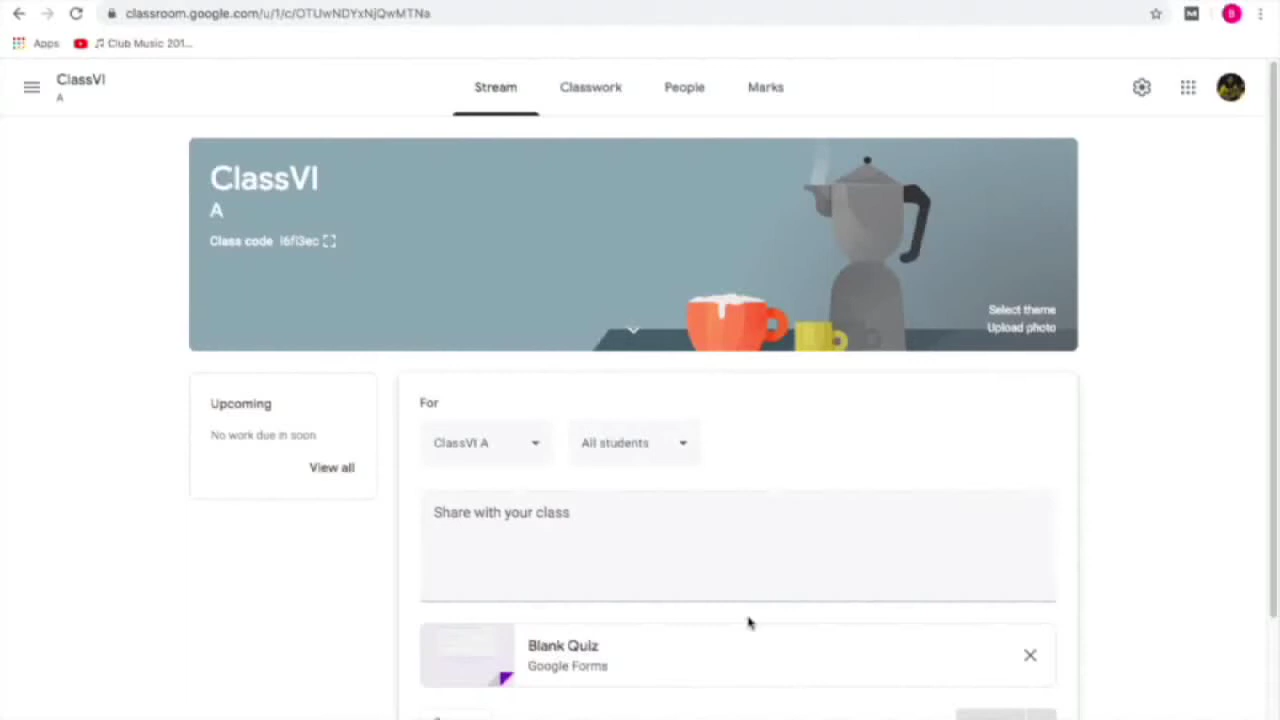 classroom.google.com/u/1/c/OTUwNDYxNjQwMTNa
M
B
Apps
Club Music 201...
ClassVI
A
Stream
Classwork
People
Marks
ClassVI
A
Class code i6fl3ec
Select theme
Upload photo
Upcoming
No work due in soon
View all
For
ClassVI A
All students
Share with your class
Blank Quiz
Google Forms